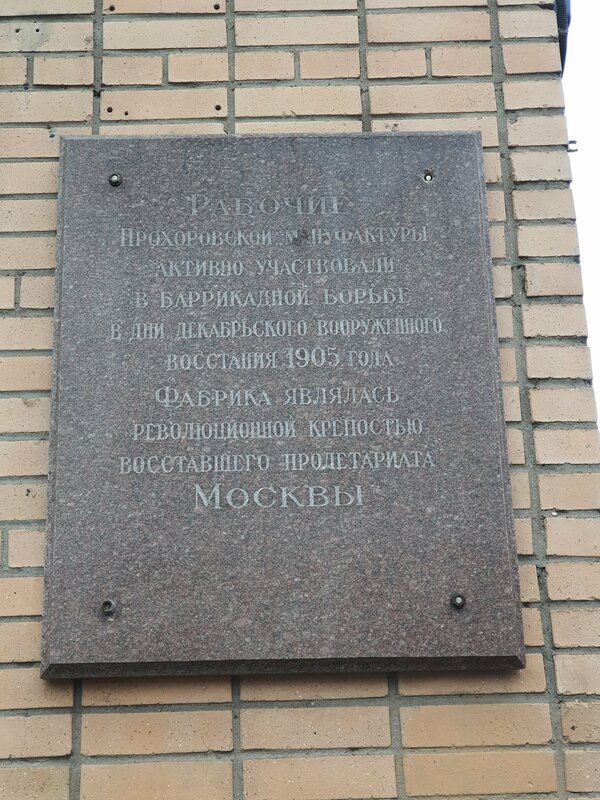 РАБОЧИЕ
ПРОХОРОВСКОЙ МАНУФАКТУРЫ
АКТИВНО УЧАСТВОВАЛИ
В БАРРИКАДНОЙ БОРЬБЕ
В ДНИ ДЕКАБРЬСКОГО ВООРУЖЕННОГО
ВОССТАНИЯ 1905 ГОДА
ФАБРИКА ЯВЛЯЛАСЬ
РЕВОЛЮЦИОННОЙ КРЕПОСТЬЮ
ВОССТАВШЕГО ПРОЛЕТАРИАТА
МОСКВЫ